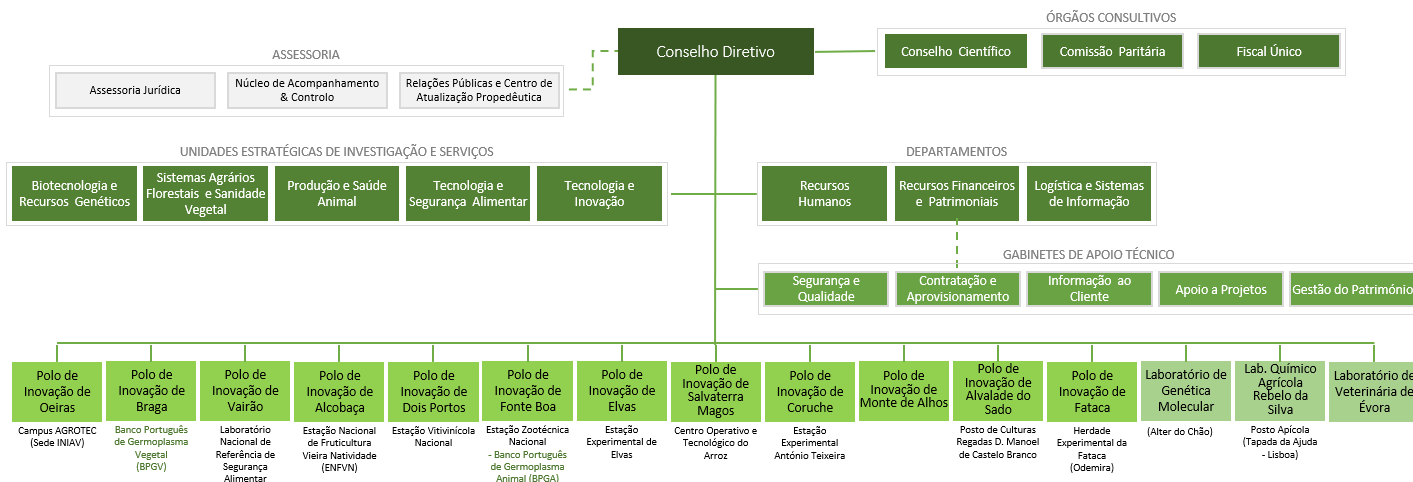 ÓRGÃOS CONSULTIVOS
Conselho Diretivo
Conselho Científico
Comissão Paritária
Fiscal Único
ASSESSORIA
Assessoria Jurídica
Núcleo de Acompanhamento
& Controlo
Relações Públicas e Centro de
Atualização Propedêutica
UNIDADES ESTRATÉGICAS DE INVESTIGAÇÃO E SERVIÇOS
Biotecnologia e
Recursos Genéticos
Sistemas Agrários
Florestais e Sanidade
Vegetal
Produção e Saúde
Animal
Tecnologia e
Segurança Alimentar
Tecnologia e
Inovação
DEPARTAMENTOS
Recursos
Humanos
Recursos Financeiros
e Patrimoniais
Logística e Sistemas
de Informação
GABINETES DE APOIO TÉCNICO
Segurança e
Qualidade
Contratação e
Aprovisionamento
Informação ao
Cliente
Apoio a Projetos
Gestão do Património
Polo de
Inovação de
Oeiras
Campus AGROTEC
(Sede INIAV)
Polo de
Inovação de
Braga
Banco Português
de Germoplasma
Vegetal
(BPGV)
Polo de
Inovação de
Vairão
Laboratório
Nacional de
Referência de
Segurança
Alimentar
Polo de
Inovação de
Alcobaça
Estação Nacional
de Fruticultura
Vieira Natividade
(ENFVN)
Polo de
Inovação de
Dois Portos
Estação Vitivinícola
Nacional
Polo de
Inovação de
Fonte Boa
Estação Zootécnica
Nacional
- Banco Português
de Germoplasma
Animal (BPGA)
Polo de
Inovação de
Elvas
Estação
Experimental de
Elvas
Polo de
Inovação de
Salvaterra
Magos
Centro Operativo e
Tecnológico do
Arroz
Polo de
Inovação de
Coruche
Estação
Experimental
António Teixeira
Polo de
Inovação de
Monte de Alhos
Polo de
Inovação de
Alvalade do
Sado
Posto de Culturas
Regadas D. Manoel
de Castelo Branco
Polo de
Inovação de
Fataca
Herdade
Experimental da
Fataca
(Odemira)
Laboratório de
Genética
Molecular
(Alter do Chão)
Lab. Químico
Agrícola
Rebelo da
Silva
Posto Apícola
(Tapada da Ajuda
- Lisboa)
Laboratório de
Veterinária de
Évora